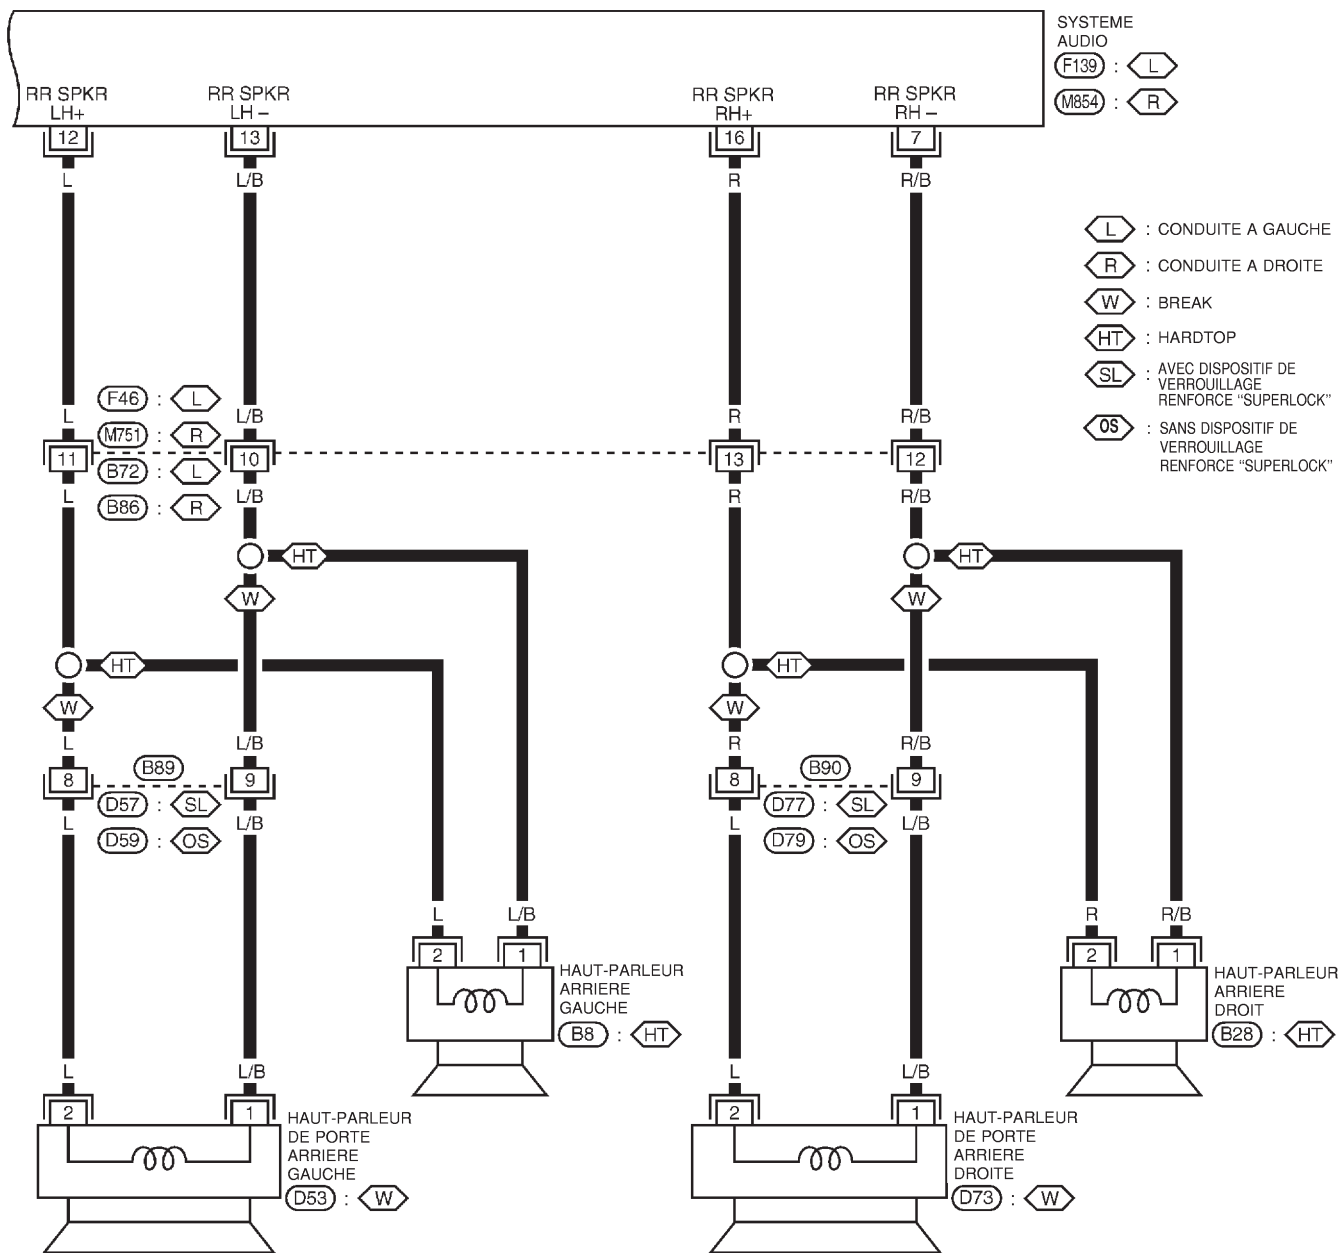 SYSTEME
AUDIO
F139 : L
M854 : R
RR SPKR
LH+
RR SPKR
LH –
RR SPKR
RH+
RR SPKR
RH –
12
13
16
7
L
L/B
R
R/B
L : CONDUITE A GAUCHE
R : CONDUITE A DROITE
W : BREAK
HT : HARDTOP
SL : AVEC DISPOSITIF DE
VERROUILLAGE
RENFORCE “SUPERLOCK”
OS : SANS DISPOSITIF DE
VERROUILLAGE
RENFORCE “SUPERLOCK”
F46 : L
L
L/B
R
R/B
M751 : R
11
10
13
12
B72 : L
L
L/B
R
R/B
B86 : R
HT
HT
W
W
HT
HT
W
W
L
L/B
R
R/B
B89
B90
8
9
8
9
D57 : SL
D77 : SL
L
L/B
L
L/B
D59 : OS
D79 : OS
L
L/B
R
R/B
2
1
2
1
HAUT-PARLEUR
ARRIERE
GAUCHE
B8 : HT
HAUT-PARLEUR
ARRIERE
DROIT
B28 : HT
L
L/B
L
L/B
2
1
2
1
HAUT-PARLEUR
DE PORTE
ARRIERE
GAUCHE
D53 : W
HAUT-PARLEUR
DE PORTE
ARRIERE
DROITE
D73 : W